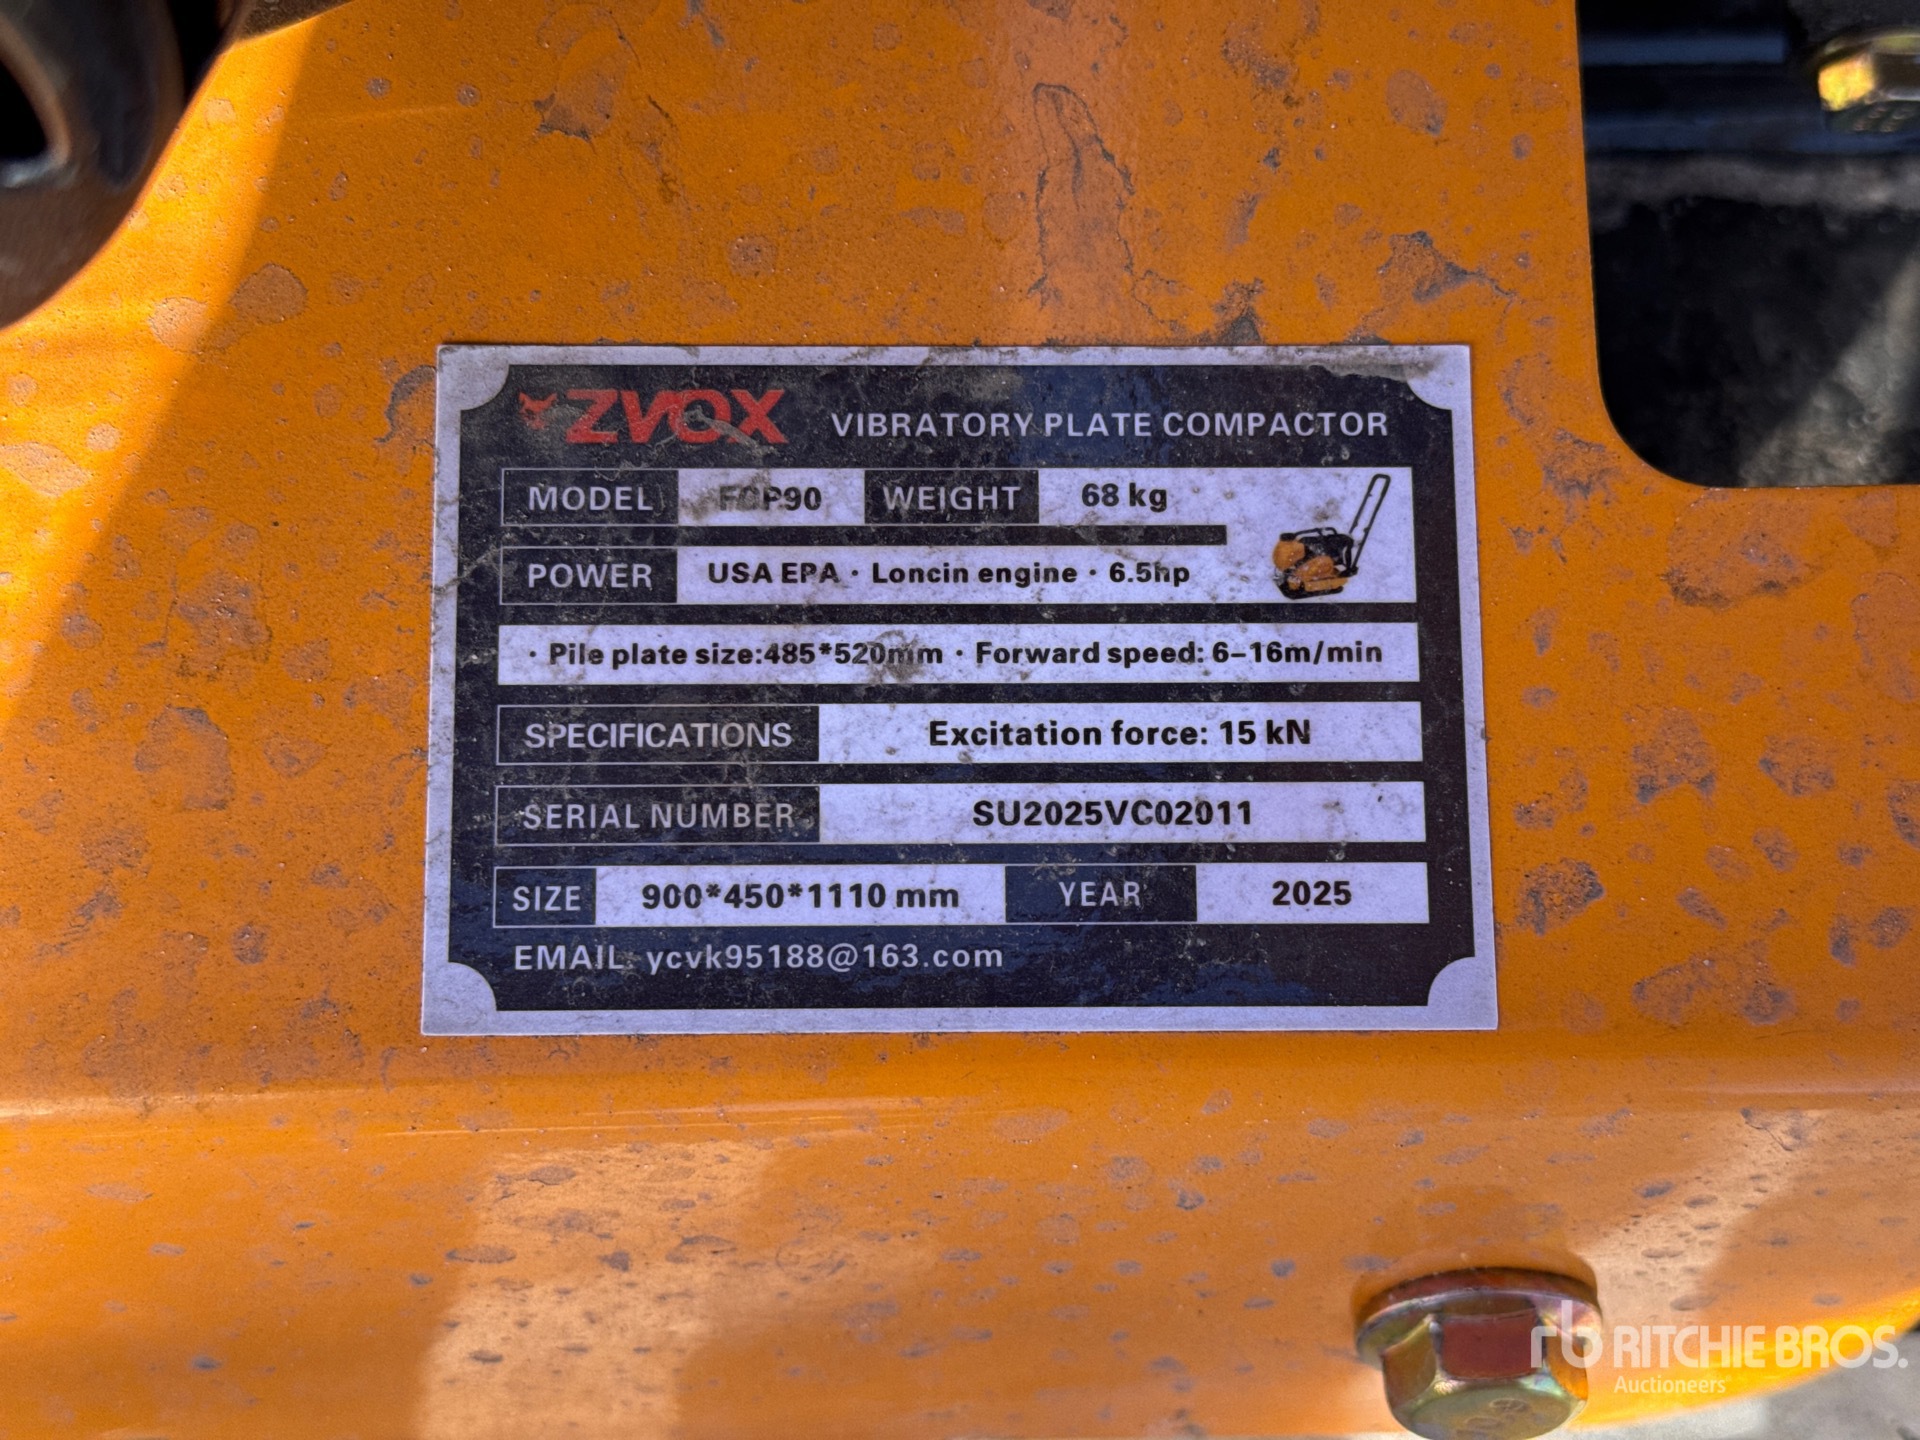 ZVOX VIBRATORY PLATE COMPACTOR
MODEL FCP90 WEIGHT 68 kg
POWER USA EPA · Loncin engine · 6.5hp
· Pile plate size:485*520mm · Forward speed: 6–16m/min
SPECIFICATIONS Excitation force: 15 kN
SERIAL NUMBER SU2025VC02011
SIZE 900*450*1110 mm YEAR 2025
EMAIL: ycvk95188@163.com
rb RITCHIE BROS.
Auctioneers